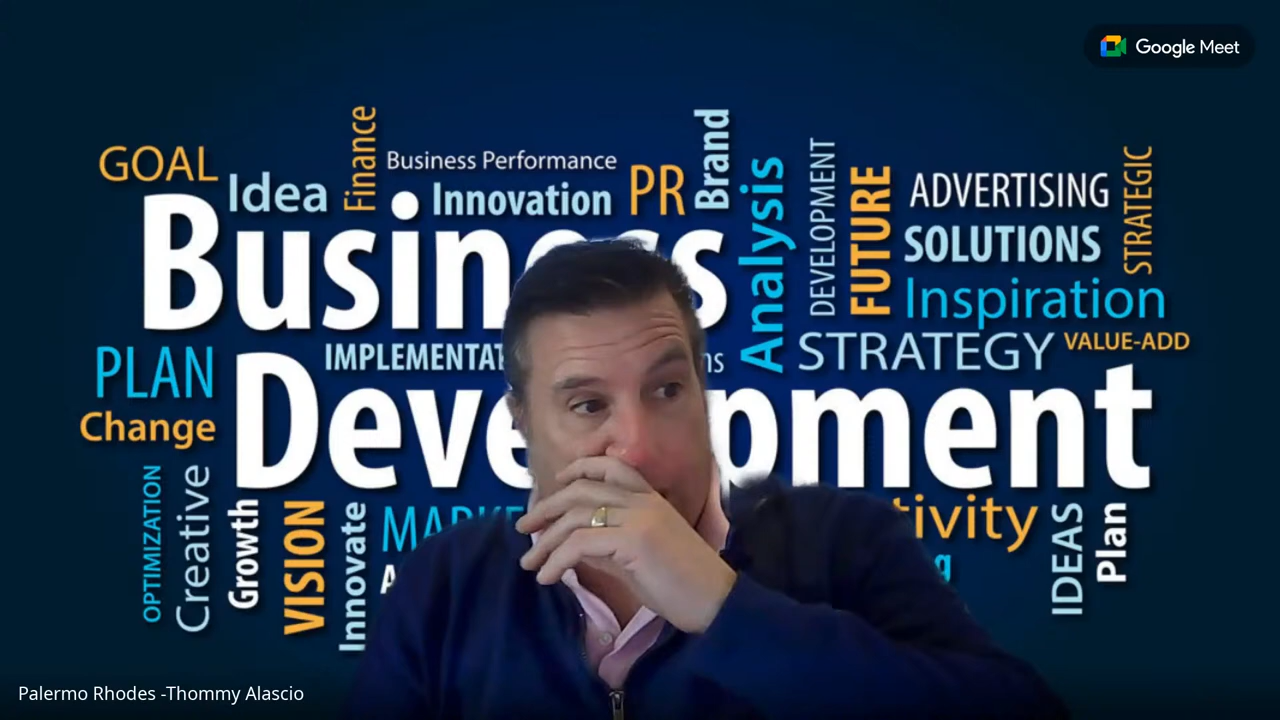 Google Meet
GOAL
Idea
Finance
Business Performance
Innovation
PR
Brand
Analysis
DEVELOPMENT
FUTURE
ADVERTISING
SOLUTIONS
Inspiration
STRATEGIC
STRATEGY
VALUE-ADD
Business
PLAN
Change
Growth
OPTIMIZATION
Creative
VISION
Innovate
IDEAS
Plan
Palermo Rhodes -Thommy Alascio